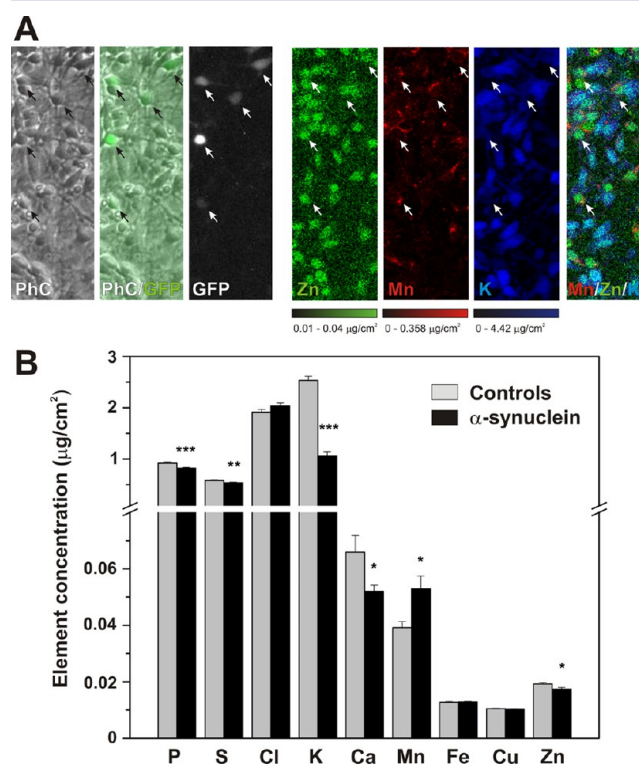 A
PhC
PhC/GFP
GFP
Zn
Mn
K
Mn/Zn/
0.01 - 0.04 µg/cm²
0 - 0.358 µg/cm²
0 - 4.42 µg/cm²
B
Element concentration (µg/cm²)
3
2
1
0.06
0.04
0.02
0
Controls
α-synuclein
***
**
***
*
*
*
P S Cl K Ca Mn Fe Cu Zn